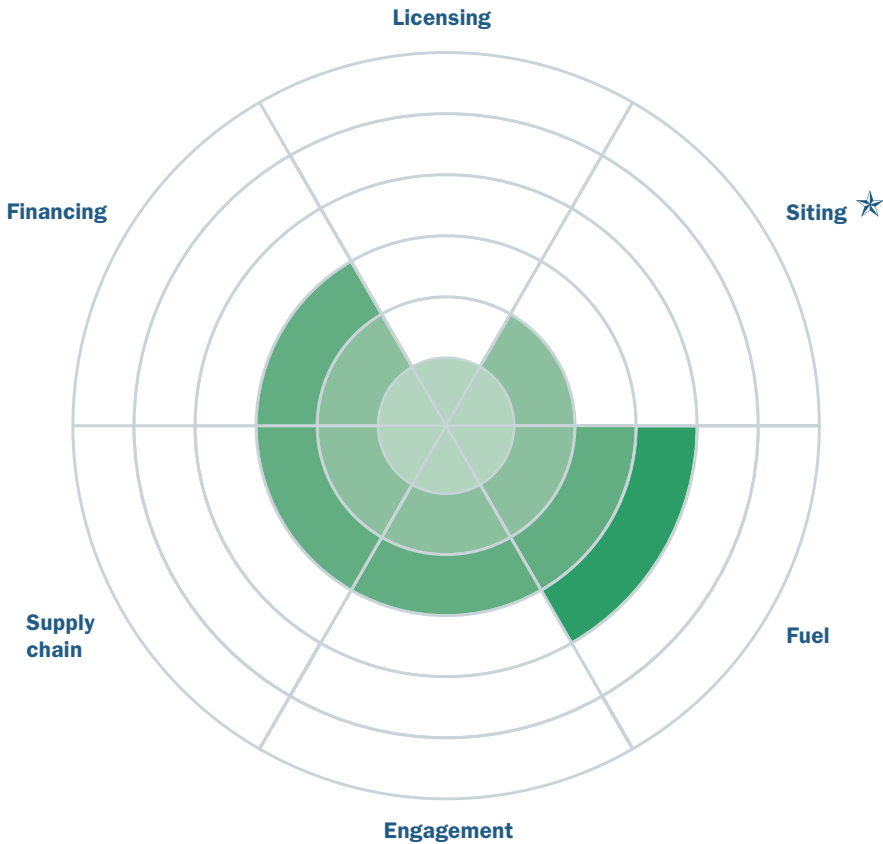 Licensing
Financing
Siting
Supply
chain
Fuel
Engagement